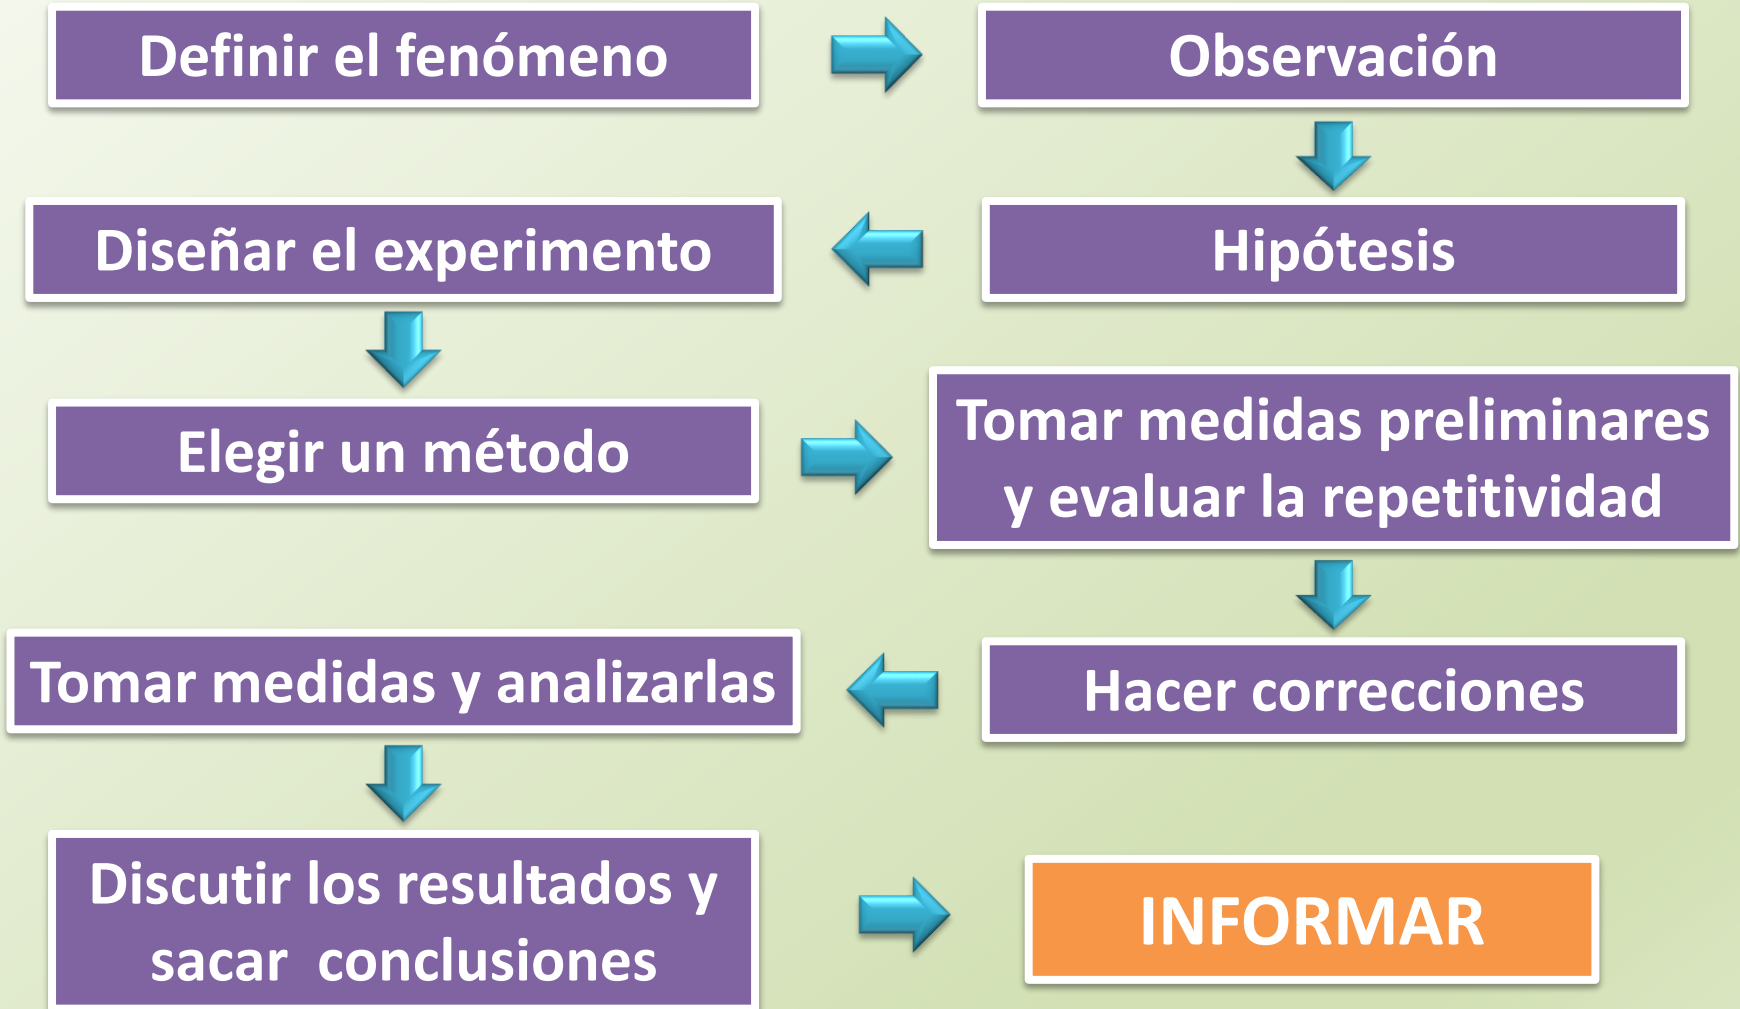 Definir el fenómeno
Observación
Hipótesis
Diseñar el experimento
Elegir un método
Tomar medidas preliminares
y evaluar la repetitividad
Hacer correcciones
Tomar medidas y analizarlas
Discutir los resultados y
sacar conclusiones
INFORMAR